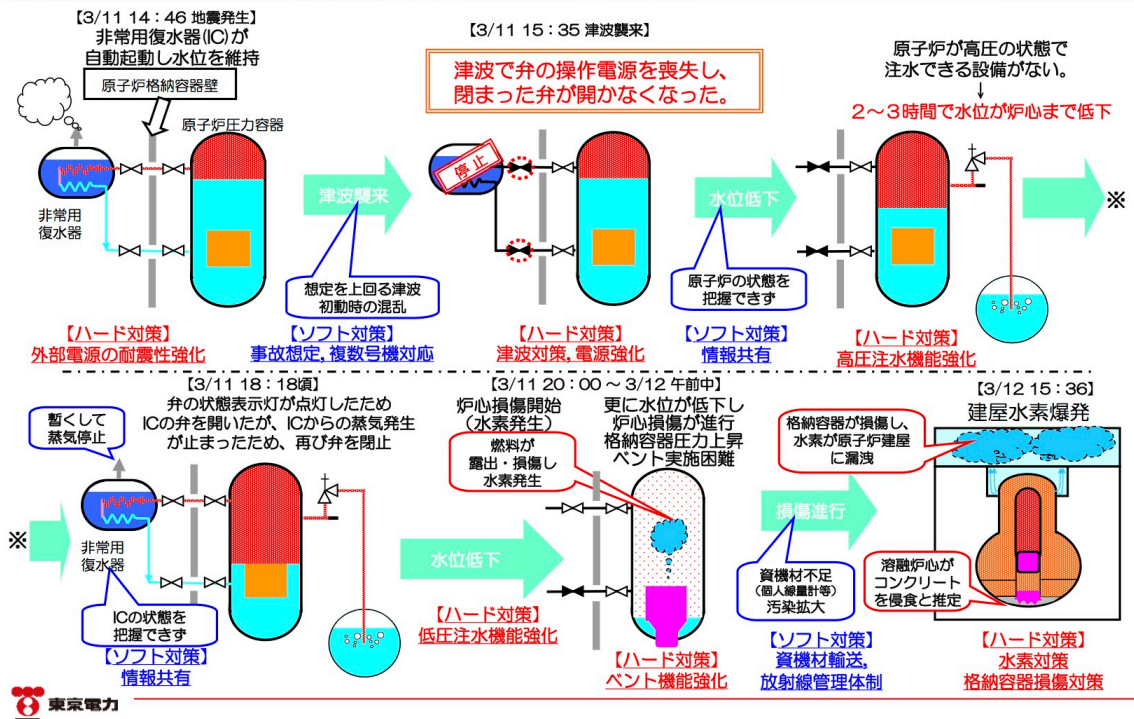 【3/11 14：46 地震発生】
非常用復水器(IC)が
自動起動し水位を維持
原子炉格納容器壁
原子炉圧力容器
非常用
復水器
津波襲来
想定を上回る津波
初動時の混乱
【ハード対策】
外部電源の耐震性強化
【ソフト対策】
事故想定，複数号機対応
【3/11 15：35 津波襲来】
津波で弁の操作電源を喪失し、
閉まった弁が開かなくなった。
停止
水位低下
原子炉の状態を
把握できず
【ハード対策】
津波対策，電源強化
【ソフト対策】
情報共有
原子炉が高圧の状態で
注水できる設備がない。
↓
２～３時間で水位が炉心まで低下
※
【ハード対策】
高圧注水機能強化
【3/11 18：18頃】
弁の状態表示灯が点灯したため
ICの弁を開いたが、ICからの蒸気発生
が止まったため、再び弁を閉止
暫くして
蒸気停止
※
非常用
復水器
ICの状態を
把握できず
【ソフト対策】
情報共有
水位低下
【ハード対策】
低圧注水機能強化
【3/11 20：00 ～ 3/12 午前中】
炉心損傷開始
（水素発生）
燃料が
露出・損傷し
水素発生
更に水位が低下し
炉心損傷が進行
格納容器圧力上昇
ベント実施困難
【ハード対策】
ベント機能強化
損傷進行
資機材不足
（個人線量計等）
汚染拡大
【ソフト対策】
資機材輸送，
放射線管理体制
【3/12 15：36】
建屋水素爆発
格納容器が損傷し、
水素が原子炉建屋
に漏洩
溶融炉心が
コンクリート
を侵食と推定
【ハード対策】
水素対策
格納容器損傷対策
東京電力